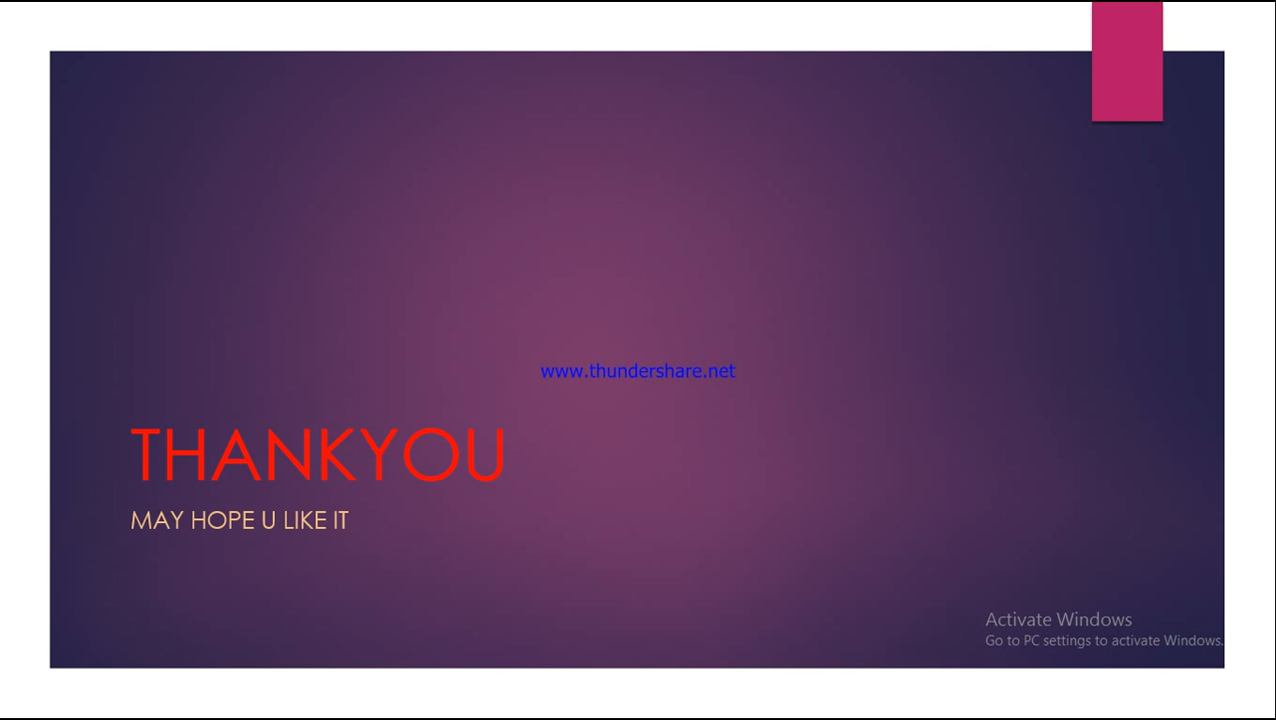 www.thundershare.net
THANKYOU
MAY HOPE U LIKE IT
Activate Windows
Go to PC settings to activate Windows.